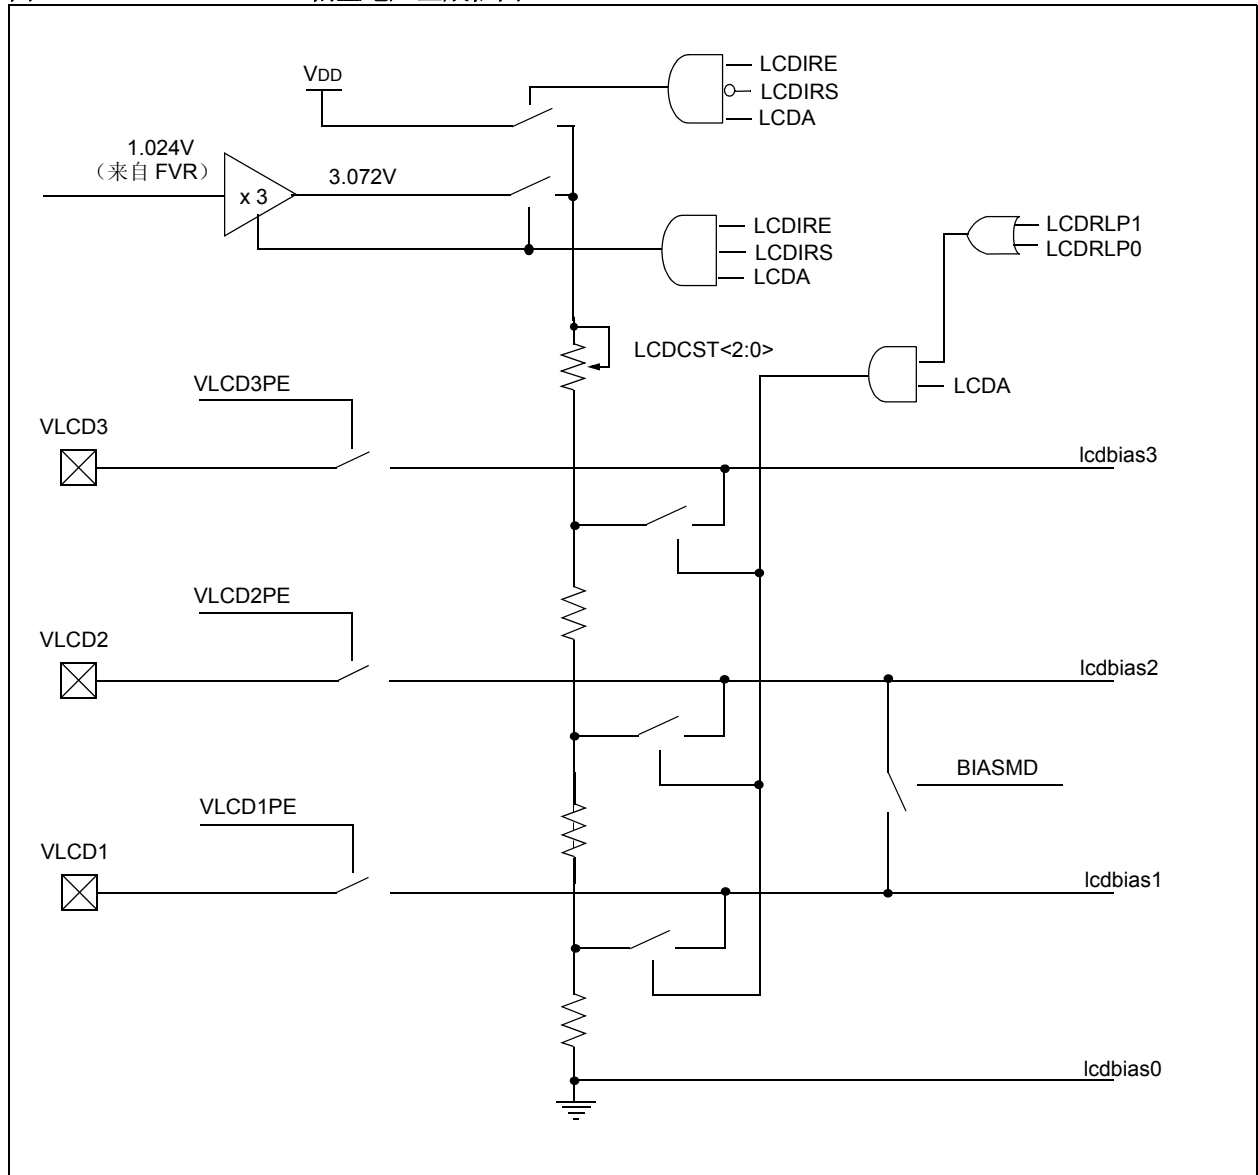 VDD
LCDIRE
LCDIRS
LCDA
1.024V
（来自 FVR）
x 3
3.072V
LCDIRE
LCDIRS
LCDA
LCDRLP1
LCDRLP0
LCDCST<2:0>
LCDA
VLCD3PE
VLCD3
lcdbias3
VLCD2PE
VLCD2
lcdbias2
BIASMD
VLCD1PE
VLCD1
lcdbias1
lcdbias0